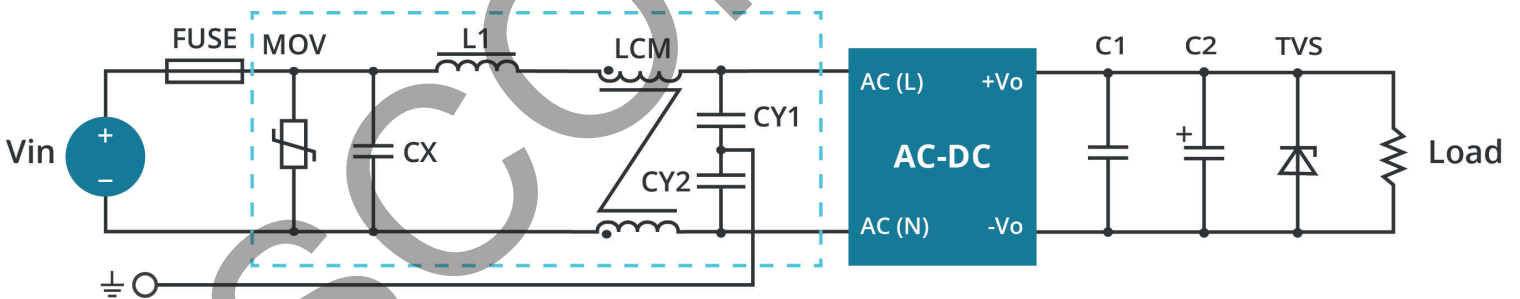 FUSE
MOV
L1
LCM
CY1
CX
CY2
Vin
+
−
AC (L)
+Vo
AC-DC
AC (N)
-Vo
C1
C2
TVS
+
Load